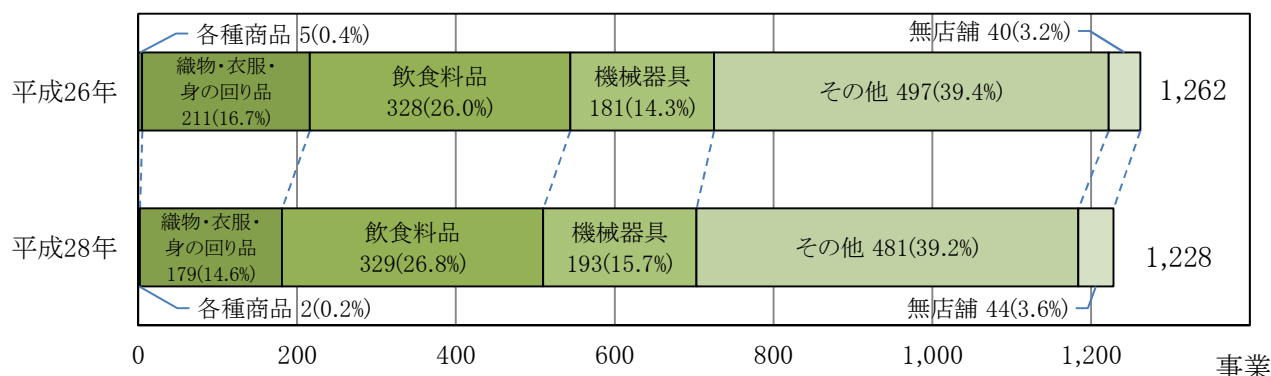 各種商品 5(0.4%)
無店舗 40(3.2%)
平成26年
織物・衣服・
身の回り品
211(16.7%)
飲食料品
328(26.0%)
機械器具
181(14.3%)
その他 497(39.4%)
1,262
平成28年
織物・衣服・
身の回り品
179(14.6%)
飲食料品
329(26.8%)
機械器具
193(15.7%)
その他 481(39.2%)
1,228
各種商品 2(0.2%)
無店舗 44(3.6%)
0
200
400
600
800
1,000
1,200
事業